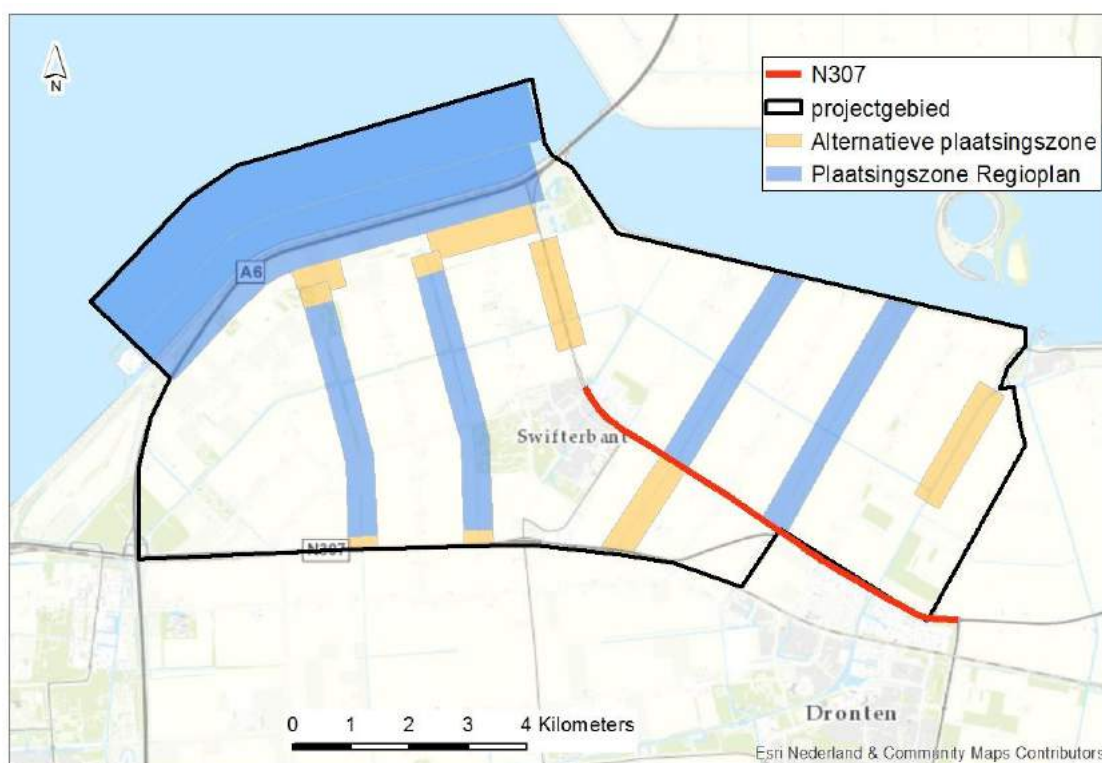 N
N307
projectgebied
Alternatieve plaatsingszone
Plaatsingszone Regioplan
A6
Swifterbant
N307
Dronten
0 1 2 3 4 Kilometers
Esri Nederland & Community Maps Contributors